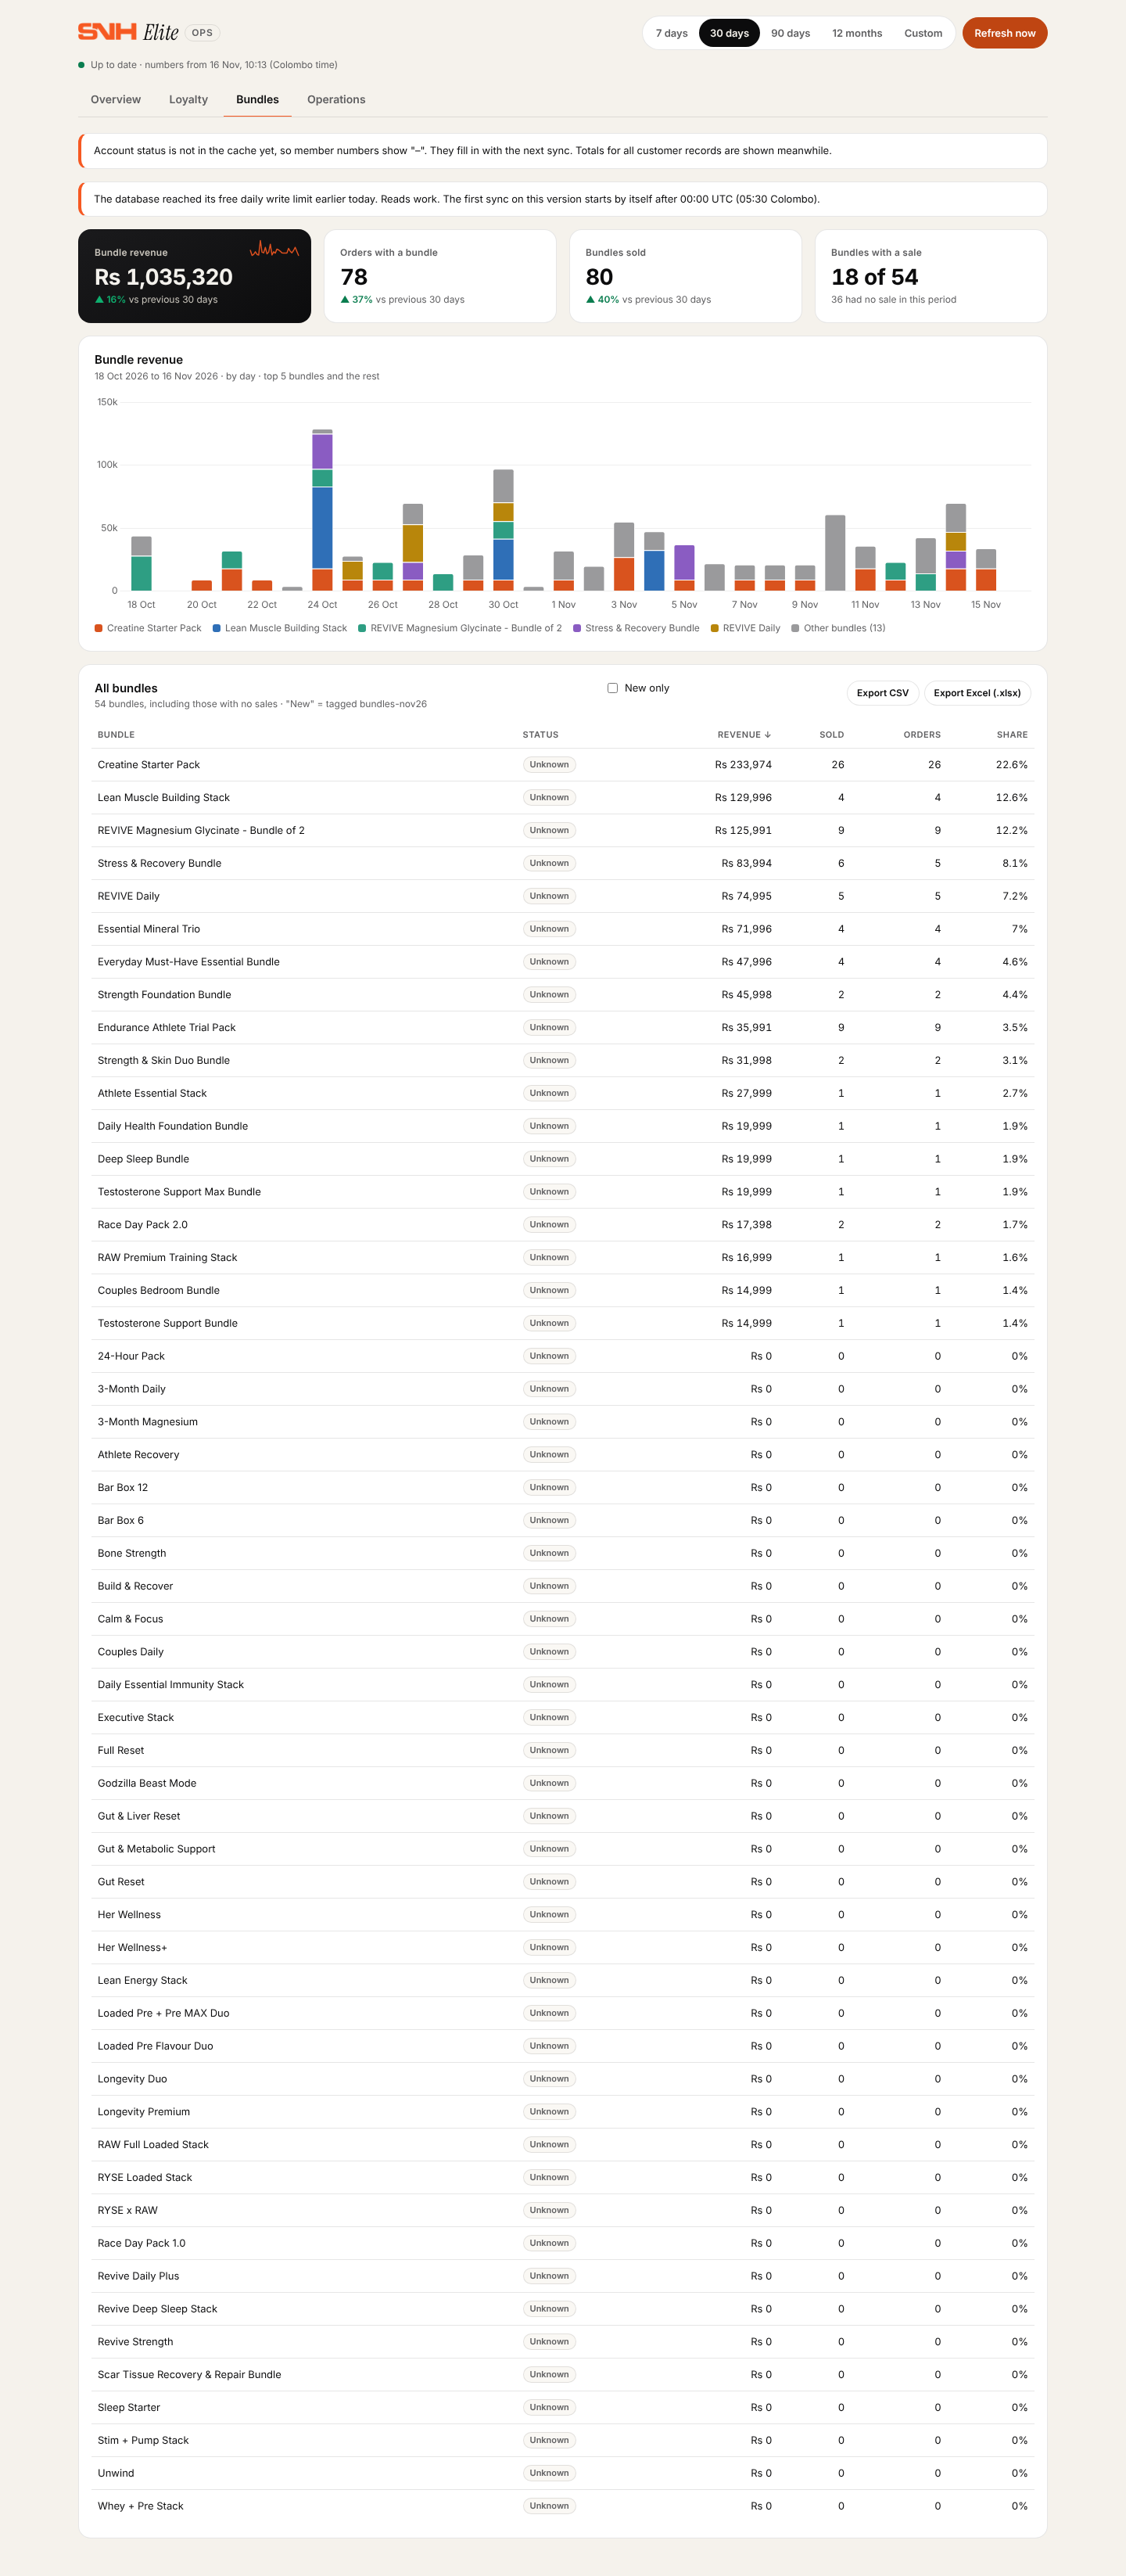 SNH Elite OPS
7 days 30 days 90 days 12 months Custom Refresh now
Up to date · numbers from 16 Nov, 10:13 (Colombo time)
Overview Loyalty Bundles Operations
Account status is not in the cache yet, so member numbers show "–". They fill in with the next sync. Totals for all customer records are shown meanwhile.
The database reached its free daily write limit earlier today. Reads work. The first sync on this version starts by itself after 00:00 UTC (05:30 Colombo).
Bundle revenue
Rs 1,035,320
▲ 16% vs previous 30 days
Orders with a bundle
78
▲ 37% vs previous 30 days
Bundles sold
80
▲ 40% vs previous 30 days
Bundles with a sale
18 of 54
36 had no sale in this period
Bundle revenue
18 Oct 2026 to 16 Nov 2026 · by day · top 5 bundles and the rest
150k
100k
50k
0
18 Oct 20 Oct 22 Oct 24 Oct 26 Oct 28 Oct 30 Oct 1 Nov 3 Nov 5 Nov 7 Nov 9 Nov 11 Nov 13 Nov 15 Nov
Creatine Starter Pack Lean Muscle Building Stack REVIVE Magnesium Glycinate - Bundle of 2 Stress & Recovery Bundle REVIVE Daily Other bundles (13)
All bundles
54 bundles, including those with no sales · "New" = tagged bundles-nov26
New only
Export CSV Export Excel (.xlsx)
BUNDLE STATUS REVENUE ↓ SOLD ORDERS SHARE
Creatine Starter Pack Unknown Rs 233,974 26 26 22.6%
Lean Muscle Building Stack Unknown Rs 129,996 4 4 12.6%
REVIVE Magnesium Glycinate - Bundle of 2 Unknown Rs 125,991 9 9 12.2%
Stress & Recovery Bundle Unknown Rs 83,994 6 5 8.1%
REVIVE Daily Unknown Rs 74,995 5 5 7.2%
Essential Mineral Trio Unknown Rs 71,996 4 4 7%
Everyday Must-Have Essential Bundle Unknown Rs 47,996 4 4 4.6%
Strength Foundation Bundle Unknown Rs 45,998 2 2 4.4%
Endurance Athlete Trial Pack Unknown Rs 35,991 9 9 3.5%
Strength & Skin Duo Bundle Unknown Rs 31,998 2 2 3.1%
Athlete Essential Stack Unknown Rs 27,999 1 1 2.7%
Daily Health Foundation Bundle Unknown Rs 19,999 1 1 1.9%
Deep Sleep Bundle Unknown Rs 19,999 1 1 1.9%
Testosterone Support Max Bundle Unknown Rs 19,999 1 1 1.9%
Race Day Pack 2.0 Unknown Rs 17,398 2 2 1.7%
RAW Premium Training Stack Unknown Rs 16,999 1 1 1.6%
Couples Bedroom Bundle Unknown Rs 14,999 1 1 1.4%
Testosterone Support Bundle Unknown Rs 14,999 1 1 1.4%
24-Hour Pack Unknown Rs 0 0 0 0%
3-Month Daily Unknown Rs 0 0 0 0%
3-Month Magnesium Unknown Rs 0 0 0 0%
Athlete Recovery Unknown Rs 0 0 0 0%
Bar Box 12 Unknown Rs 0 0 0 0%
Bar Box 6 Unknown Rs 0 0 0 0%
Bone Strength Unknown Rs 0 0 0 0%
Build & Recover Unknown Rs 0 0 0 0%
Calm & Focus Unknown Rs 0 0 0 0%
Couples Daily Unknown Rs 0 0 0 0%
Daily Essential Immunity Stack Unknown Rs 0 0 0 0%
Executive Stack Unknown Rs 0 0 0 0%
Full Reset Unknown Rs 0 0 0 0%
Godzilla Beast Mode Unknown Rs 0 0 0 0%
Gut & Liver Reset Unknown Rs 0 0 0 0%
Gut & Metabolic Support Unknown Rs 0 0 0 0%
Gut Reset Unknown Rs 0 0 0 0%
Her Wellness Unknown Rs 0 0 0 0%
Her Wellness+ Unknown Rs 0 0 0 0%
Lean Energy Stack Unknown Rs 0 0 0 0%
Loaded Pre + Pre MAX Duo Unknown Rs 0 0 0 0%
Loaded Pre Flavour Duo Unknown Rs 0 0 0 0%
Longevity Duo Unknown Rs 0 0 0 0%
Longevity Premium Unknown Rs 0 0 0 0%
RAW Full Loaded Stack Unknown Rs 0 0 0 0%
RYSE Loaded Stack Unknown Rs 0 0 0 0%
RYSE x RAW Unknown Rs 0 0 0 0%
Race Day Pack 1.0 Unknown Rs 0 0 0 0%
Revive Daily Plus Unknown Rs 0 0 0 0%
Revive Deep Sleep Stack Unknown Rs 0 0 0 0%
Revive Strength Unknown Rs 0 0 0 0%
Scar Tissue Recovery & Repair Bundle Unknown Rs 0 0 0 0%
Sleep Starter Unknown Rs 0 0 0 0%
Stim + Pump Stack Unknown Rs 0 0 0 0%
Unwind Unknown Rs 0 0 0 0%
Whey + Pre Stack Unknown Rs 0 0 0 0%